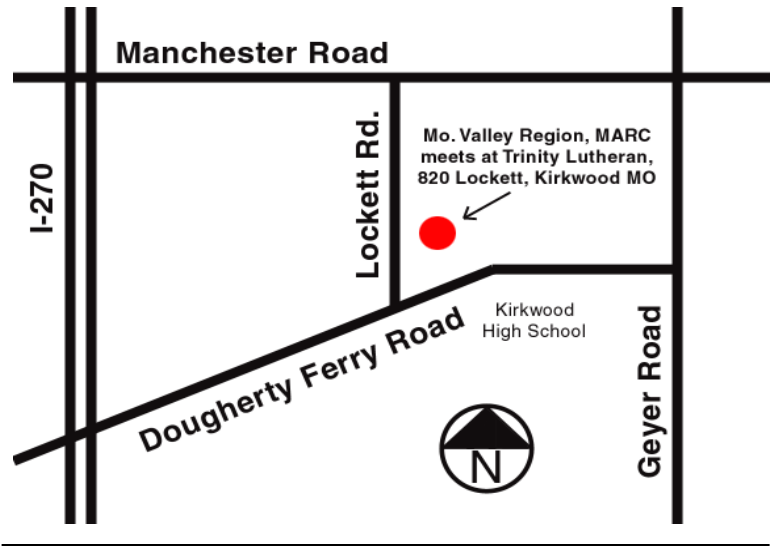 Manchester Road
I-270
Lockett Rd.
Mo. Valley Region, MARC
meets at Trinity Lutheran,
820 Lockett, Kirkwood MO
Kirkwood
High School
Dougherty Ferry Road
Geyer Road
N